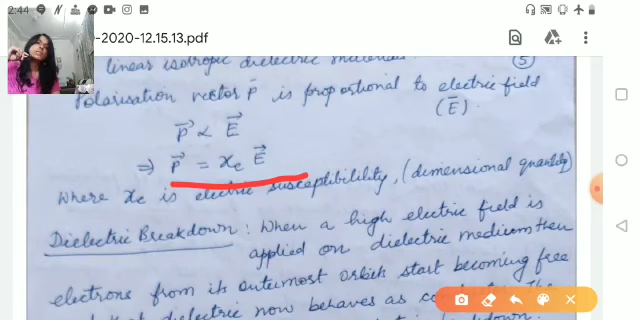 2:44
-2020-12.15.13.pdf
linear isotropic dielectric materials. (5)
Polarisation vector P⃗ is proportional to electric field
(E⃗).
P⃗ ∝ E⃗
⇒ P⃗ = χe E⃗
Where χe is electric susceptibility, (dimensional quantity)
Dielectric Breakdown : When a high electric field is
applied on dielectric medium then
electrons from its outermost orbits start becoming free
dielectric now behaves as